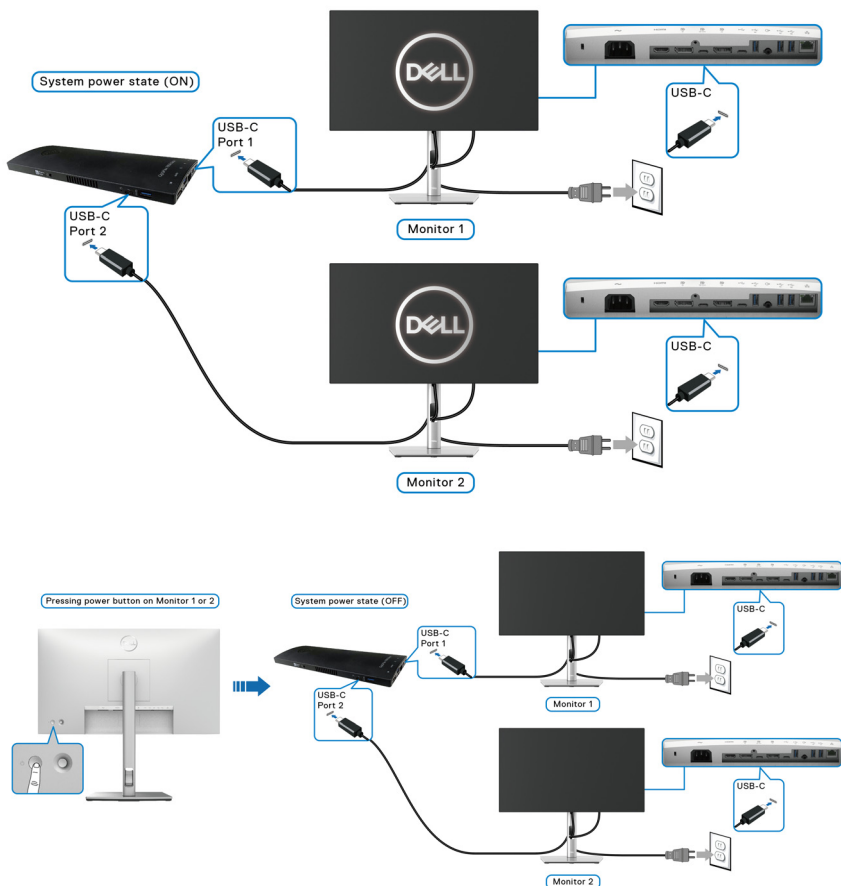 System power state (ON)
DELL
USB-C
USB-C
Port 1
Monitor 1
USB-C
Port 2
DELL
USB-C
Monitor 2
Pressing power button on Monitor 1 or 2
System power state (OFF)
USB-C
USB-C
Port 1
USB-C
Port 2
Monitor 1
USB-C
Monitor 2